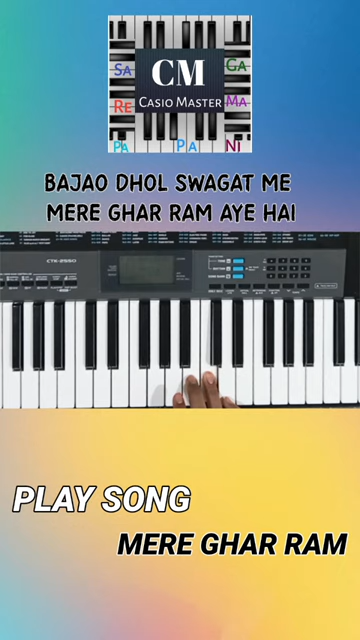 CM
CASIO MASTER
SA
RE
PA
PA
GA
MA
NI
BAJAO DHOL SWAGAT ME
MERE GHAR RAM AYE HAI
CTK-2550
PLAY SONG
MERE GHAR RAM